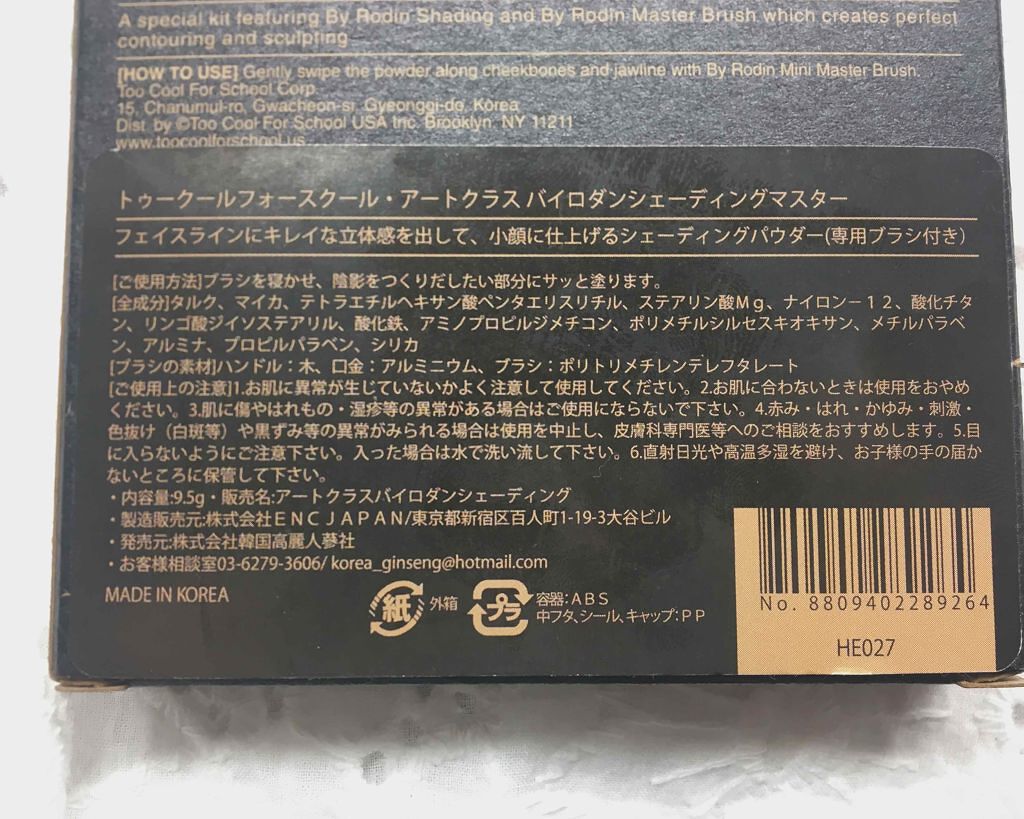 A special kit featuring By Rodin Shading and By Rodin Master Brush which creates perfect
contouring and sculpting
[HOW TO USE] Gently swipe the powder along cheekbones and jawline with By Rodin Mini Master Brush.
Too Cool For School Corp.
15, Chanumul-ro, Gwacheon-si, Gyeonggi-do, Korea
Dist. by ©Too Cool For School USA Inc. Brooklyn, NY 11211
www.toocoolforschool.us
トゥークールフォースクール・アートクラス バイロダンシェーディングマスター
フェイスラインにキレイな立体感を出して、小顔に仕上げるシェーディングパウダー(専用ブラシ付き)
[ご使用方法]ブラシを寝かせ、陰影をつくりだしたい部分にサッと塗ります。
[全成分]タルク、マイカ、テトラエチルヘキサン酸ペンタエリスリチル、ステアリン酸Mg、ナイロン－１２、酸化チタ
ン、リンゴ酸ジイソステアリル、酸化鉄、アミノプロピルジメチコン、ポリメチルシルセスキオキサン、メチルパラベ
ン、アルミナ、プロピルパラベン、シリカ
[ブラシの素材]ハンドル：木、口金：アルミニウム、ブラシ：ポリトリメチレンテレフタレート
[ご使用上の注意]1.お肌に異常が生じていないかよく注意して使用してください。2.お肌に合わないときは使用をおやめ
ください。3.肌に傷やはれもの・湿疹等の異常がある場合はご使用にならないで下さい。4.赤み・はれ・かゆみ・刺激・
色抜け（白斑等）や黒ずみ等の異常がみられる場合は使用を中止し、皮膚科専門医等へのご相談をおすすめします。5.目
に入らないようにご注意下さい。入った場合は水で洗い流して下さい。6.直射日光や高温多湿を避け、お子様の手の届か
ないところに保管して下さい。
・内容量:9.5g・販売名:アートクラスバイロダンシェーディング
・製造販売元:株式会社ＥＮＣ JAPAN/東京都新宿区百人町1-19-3大谷ビル
・発売元:株式会社韓国高麗人蔘社
・お客様相談室03-6279-3606/ korea_ginseng@hotmail.com
MADE IN KOREA
紙 外箱
プラ 容器:ＡＢＳ
中フタ、シール、キャップ:ＰＰ
No. 8809402289264
HE027